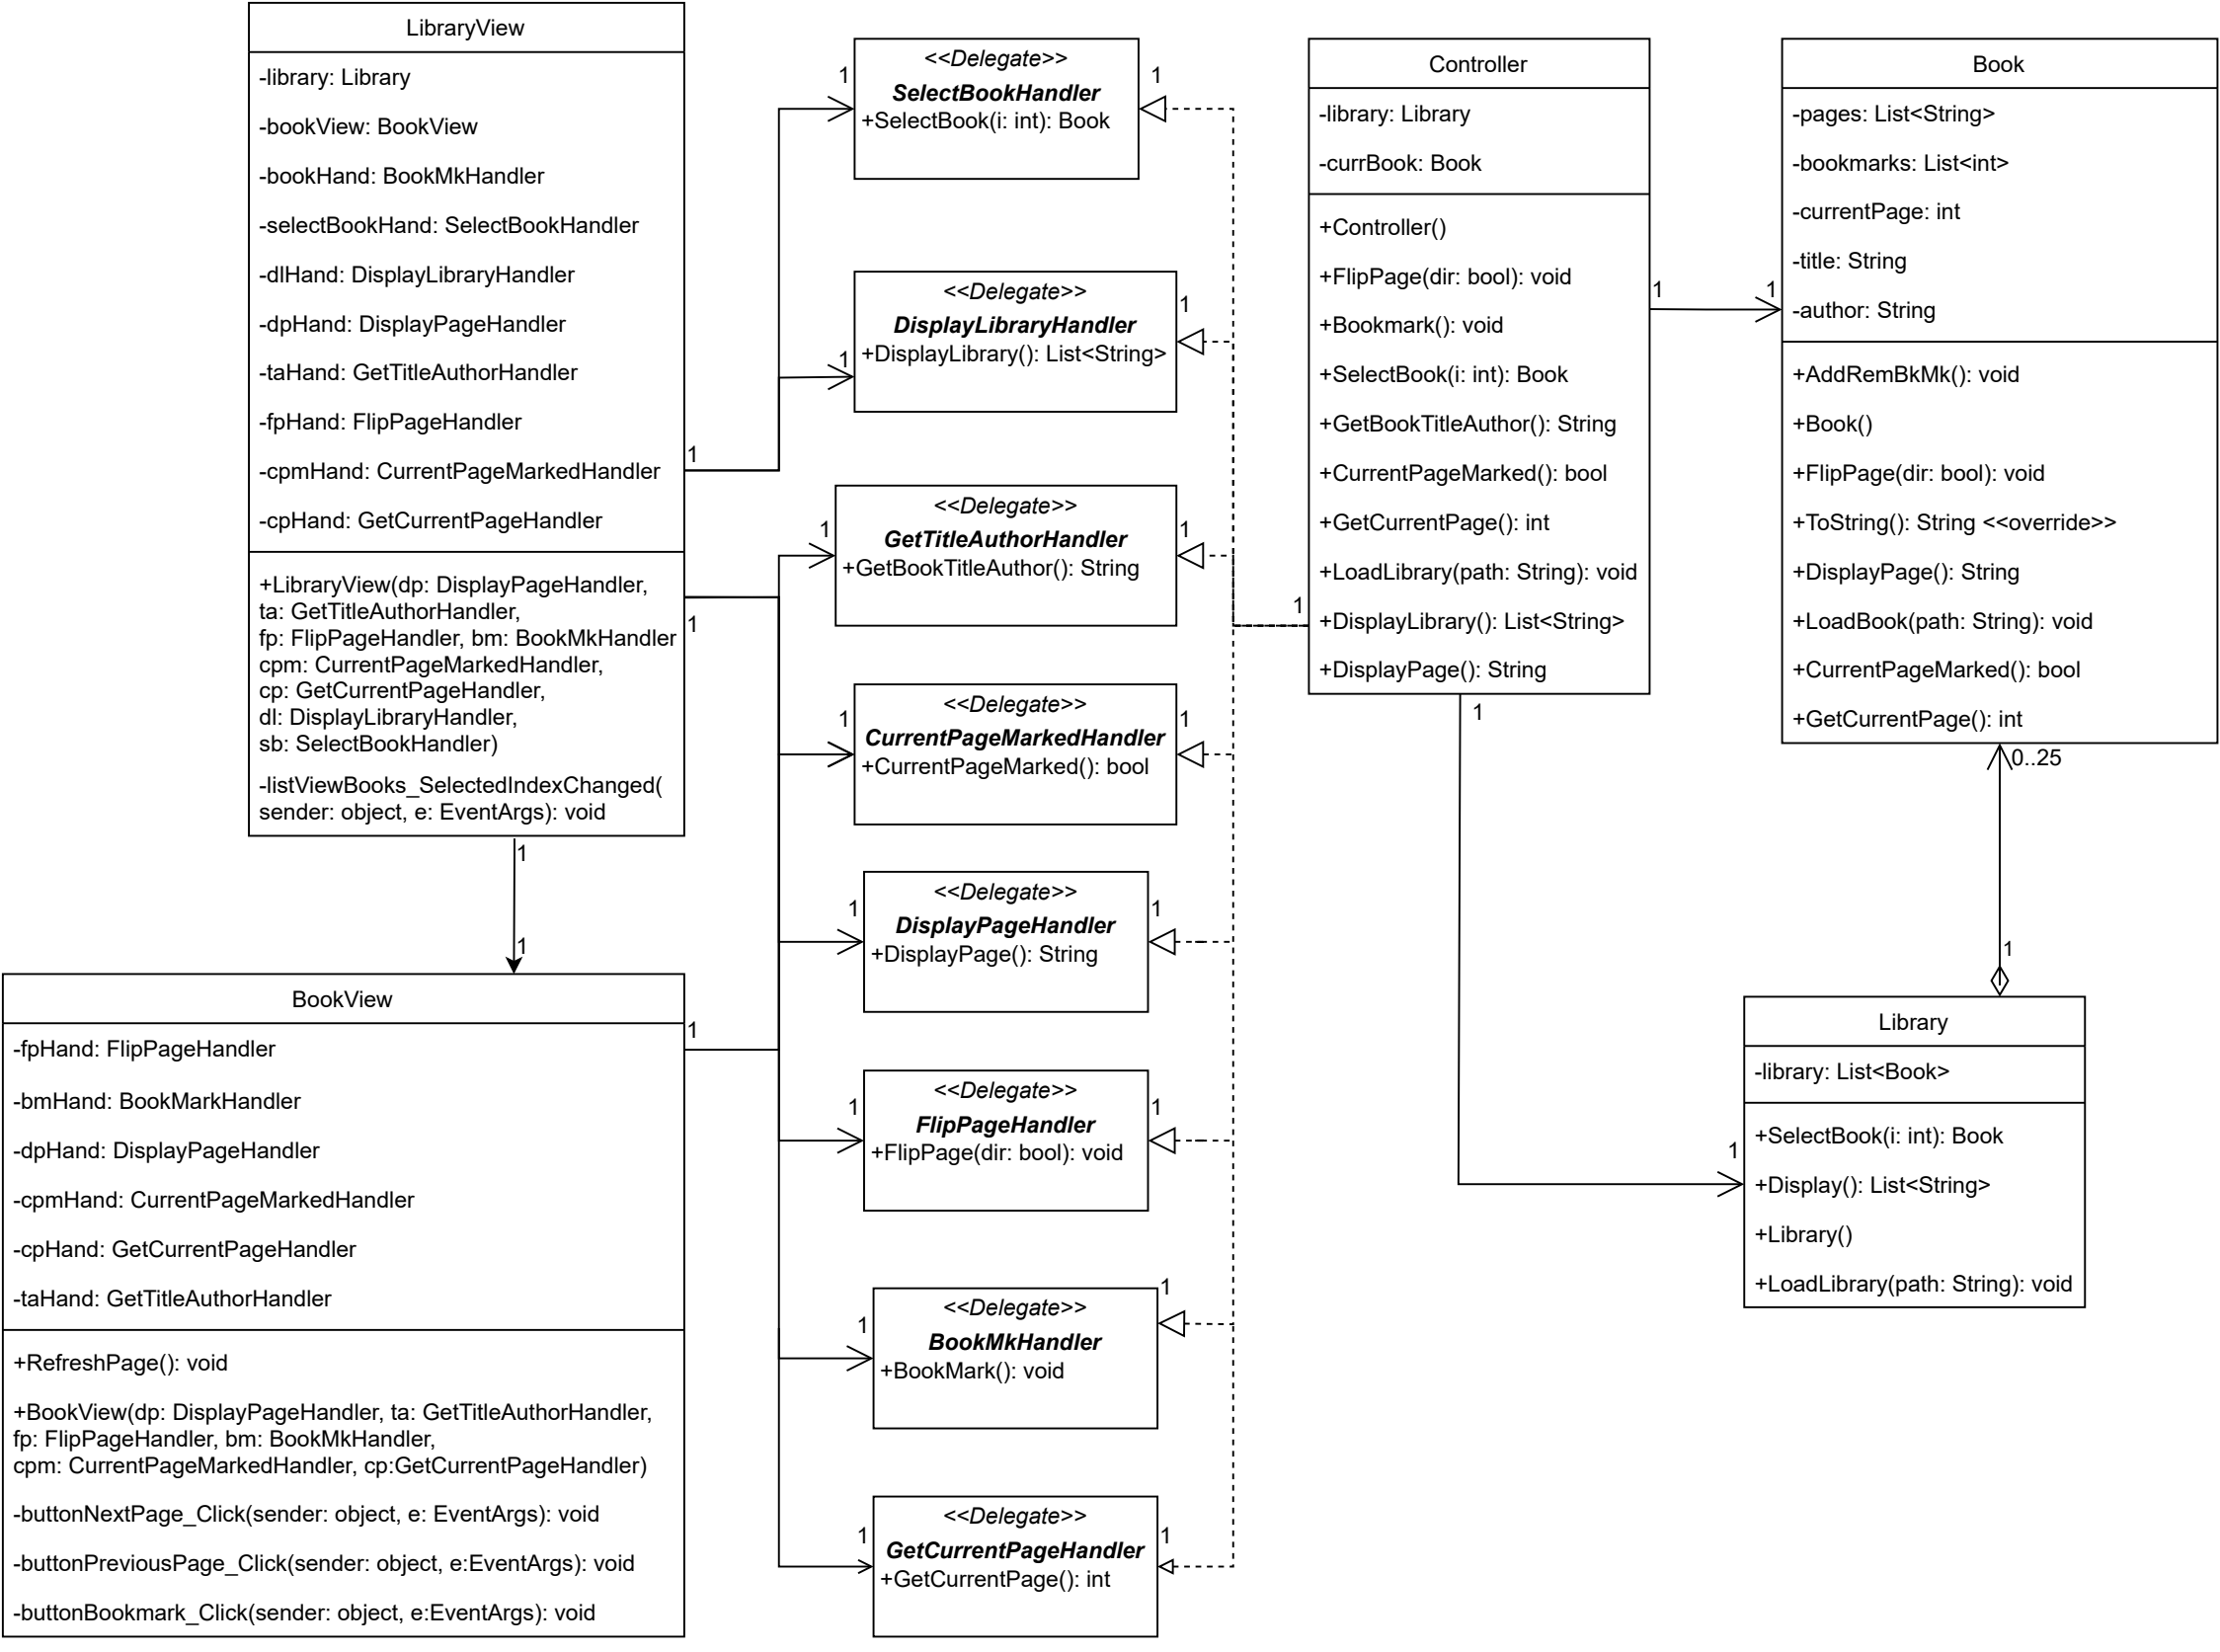 LibraryView
-library: Library
-bookView: BookView
-bookHand: BookMkHandler
-selectBookHand: SelectBookHandler
-dlHand: DisplayLibraryHandler
-dpHand: DisplayPageHandler
-taHand: GetTitleAuthorHandler
-fpHand: FlipPageHandler
-cpmHand: CurrentPageMarkedHandler
-cpHand: GetCurrentPageHandler
+LibraryView(dp: DisplayPageHandler,
ta: GetTitleAuthorHandler,
fp: FlipPageHandler, bm: BookMkHandler
cpm: CurrentPageMarkedHandler,
cp: GetCurrentPageHandler,
dl: DisplayLibraryHandler,
sb: SelectBookHandler)
-listViewBooks_SelectedIndexChanged(
sender: object, e: EventArgs): void
1
1
1
1
BookView
-fpHand: FlipPageHandler
-bmHand: BookMarkHandler
-dpHand: DisplayPageHandler
-cpmHand: CurrentPageMarkedHandler
-cpHand: GetCurrentPageHandler
-taHand: GetTitleAuthorHandler
+RefreshPage(): void
+BookView(dp: DisplayPageHandler, ta: GetTitleAuthorHandler,
fp: FlipPageHandler, bm: BookMkHandler,
cpm: CurrentPageMarkedHandler, cp:GetCurrentPageHandler)
-buttonNextPage_Click(sender: object, e: EventArgs): void
-buttonPreviousPage_Click(sender: object, e:EventArgs): void
-buttonBookmark_Click(sender: object, e:EventArgs): void
1
1
<<Delegate>>
SelectBookHandler
+SelectBook(i: int): Book
1
1
<<Delegate>>
DisplayLibraryHandler
+DisplayLibrary(): List<String>
1
1
<<Delegate>>
GetTitleAuthorHandler
+GetBookTitleAuthor(): String
1
1
<<Delegate>>
CurrentPageMarkedHandler
+CurrentPageMarked(): bool
1
1
<<Delegate>>
DisplayPageHandler
+DisplayPage(): String
1
1
<<Delegate>>
FlipPageHandler
+FlipPage(dir: bool): void
1
1
<<Delegate>>
BookMkHandler
+BookMark(): void
1
1
<<Delegate>>
GetCurrentPageHandler
+GetCurrentPage(): int
1
Controller
-library: Library
-currBook: Book
+Controller()
+FlipPage(dir: bool): void
+Bookmark(): void
+SelectBook(i: int): Book
+GetBookTitleAuthor(): String
+CurrentPageMarked(): bool
+GetCurrentPage(): int
+LoadLibrary(path: String): void
+DisplayLibrary(): List<String>
+DisplayPage(): String
1
1
1
1
Book
-pages: List<String>
-bookmarks: List<int>
-currentPage: int
-title: String
-author: String
+AddRemBkMk(): void
+Book()
+FlipPage(dir: bool): void
+ToString(): String <<override>>
+DisplayPage(): String
+LoadBook(path: String): void
+CurrentPageMarked(): bool
+GetCurrentPage(): int
0..25
1
1
Library
-library: List<Book>
+SelectBook(i: int): Book
+Display(): List<String>
+Library()
+LoadLibrary(path: String): void